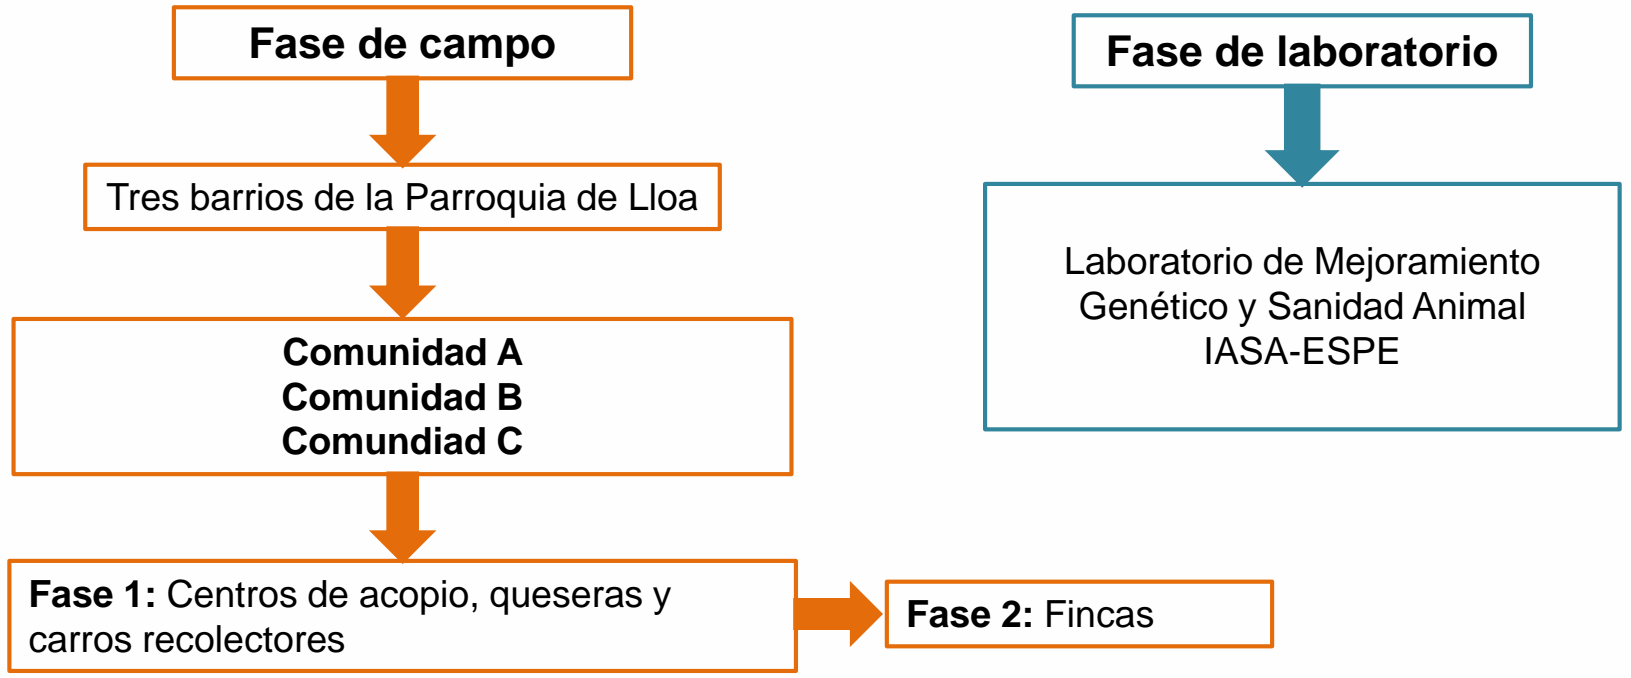 Fase de campo
Tres barrios de la Parroquia de Lloa
Comunidad A
Comunidad B
Comundiad C
Fase 1: Centros de acopio, queseras y
carros recolectores
Fase 2: Fincas
Fase de laboratorio
Laboratorio de Mejoramiento
Genético y Sanidad Animal
IASA-ESPE